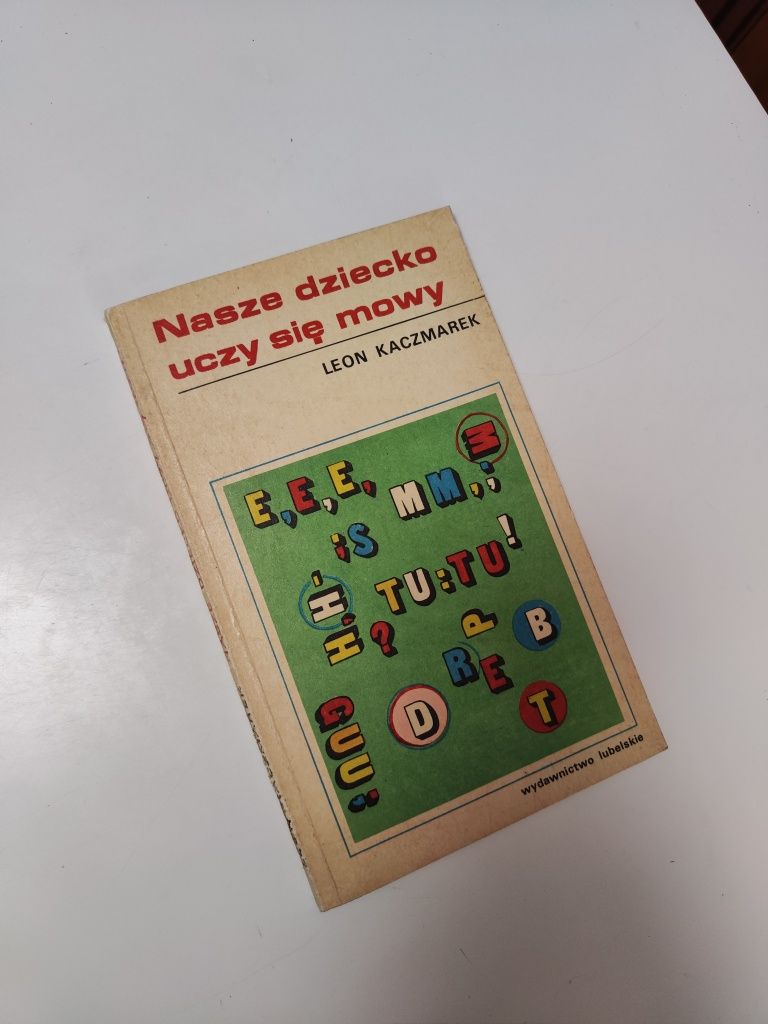 Nasze dziecko
uczy się mowy
LEON KACZMAREK
M
E, E, E, MM,,
;S
'H' TU:TU!
H ? P B
R E
GUU; D T
wydawnictwo lubelskie